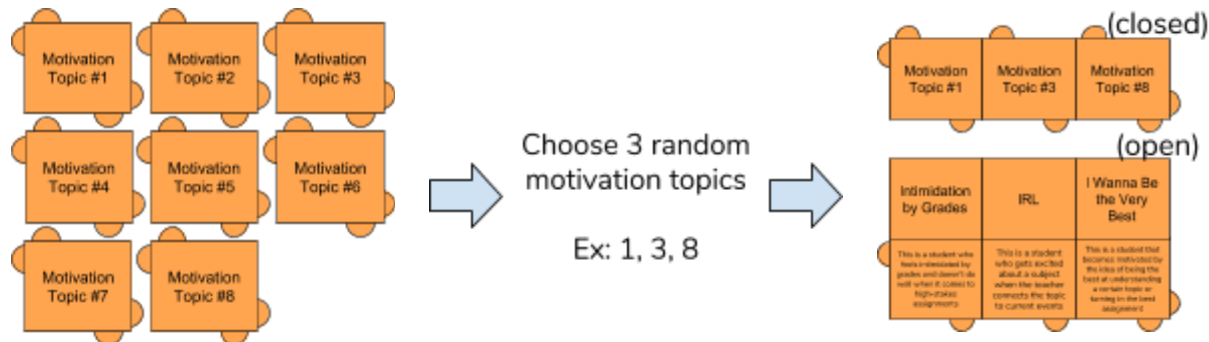 Motivation
Topic #1
Motivation
Topic #2
Motivation
Topic #3
Motivation
Topic #4
Motivation
Topic #5
Motivation
Topic #6
Motivation
Topic #7
Motivation
Topic #8
Choose 3 random
motivation topics
Ex: 1, 3, 8
(closed)
Motivation
Topic #1
Motivation
Topic #3
Motivation
Topic #8
(open)
Intimidation
by Grades
IRL
I Wanna Be
the Very
Best
This is a student who
feels intimidated by
grades and doesn't do
well when it comes to
high-stakes
assignments
This is a student
who gets excited
about a subject
when the teacher
connects the topic
to current events
This is a student that
becomes motivated by
the idea of being the
best at understanding
a certain topic or
turning in the best
assignment